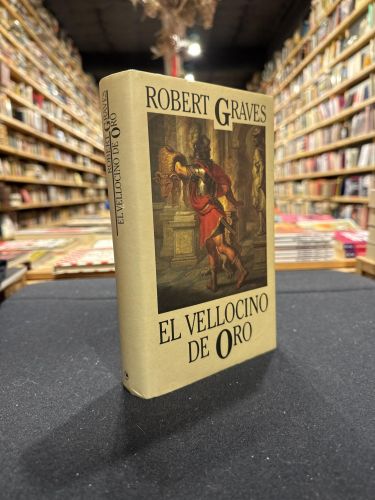 ROBERT GRAVES
EL VELLOCINO
DE ORO
ROBERT GRAVES
EL VELLOCINO DE ORO